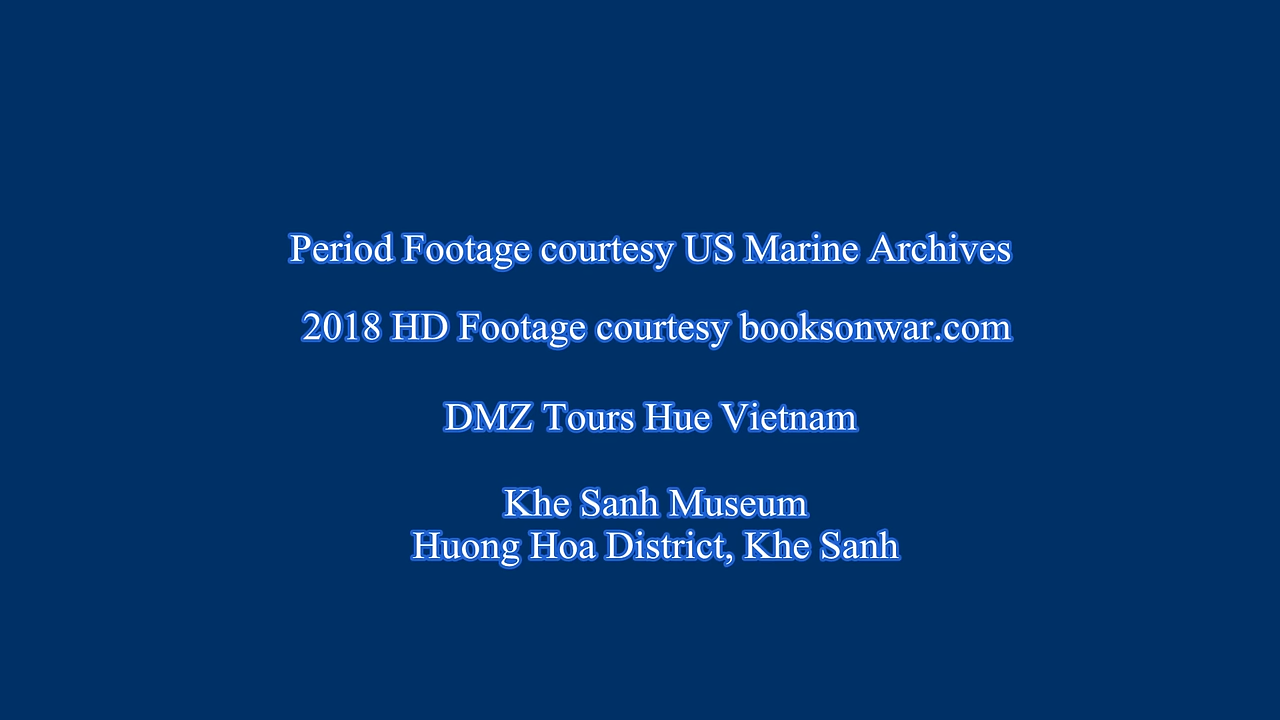 Period Footage courtesy US Marine Archives
2018 HD Footage courtesy booksonwar.com
DMZ Tours Hue Vietnam
Khe Sanh Museum
Huong Hoa District, Khe Sanh